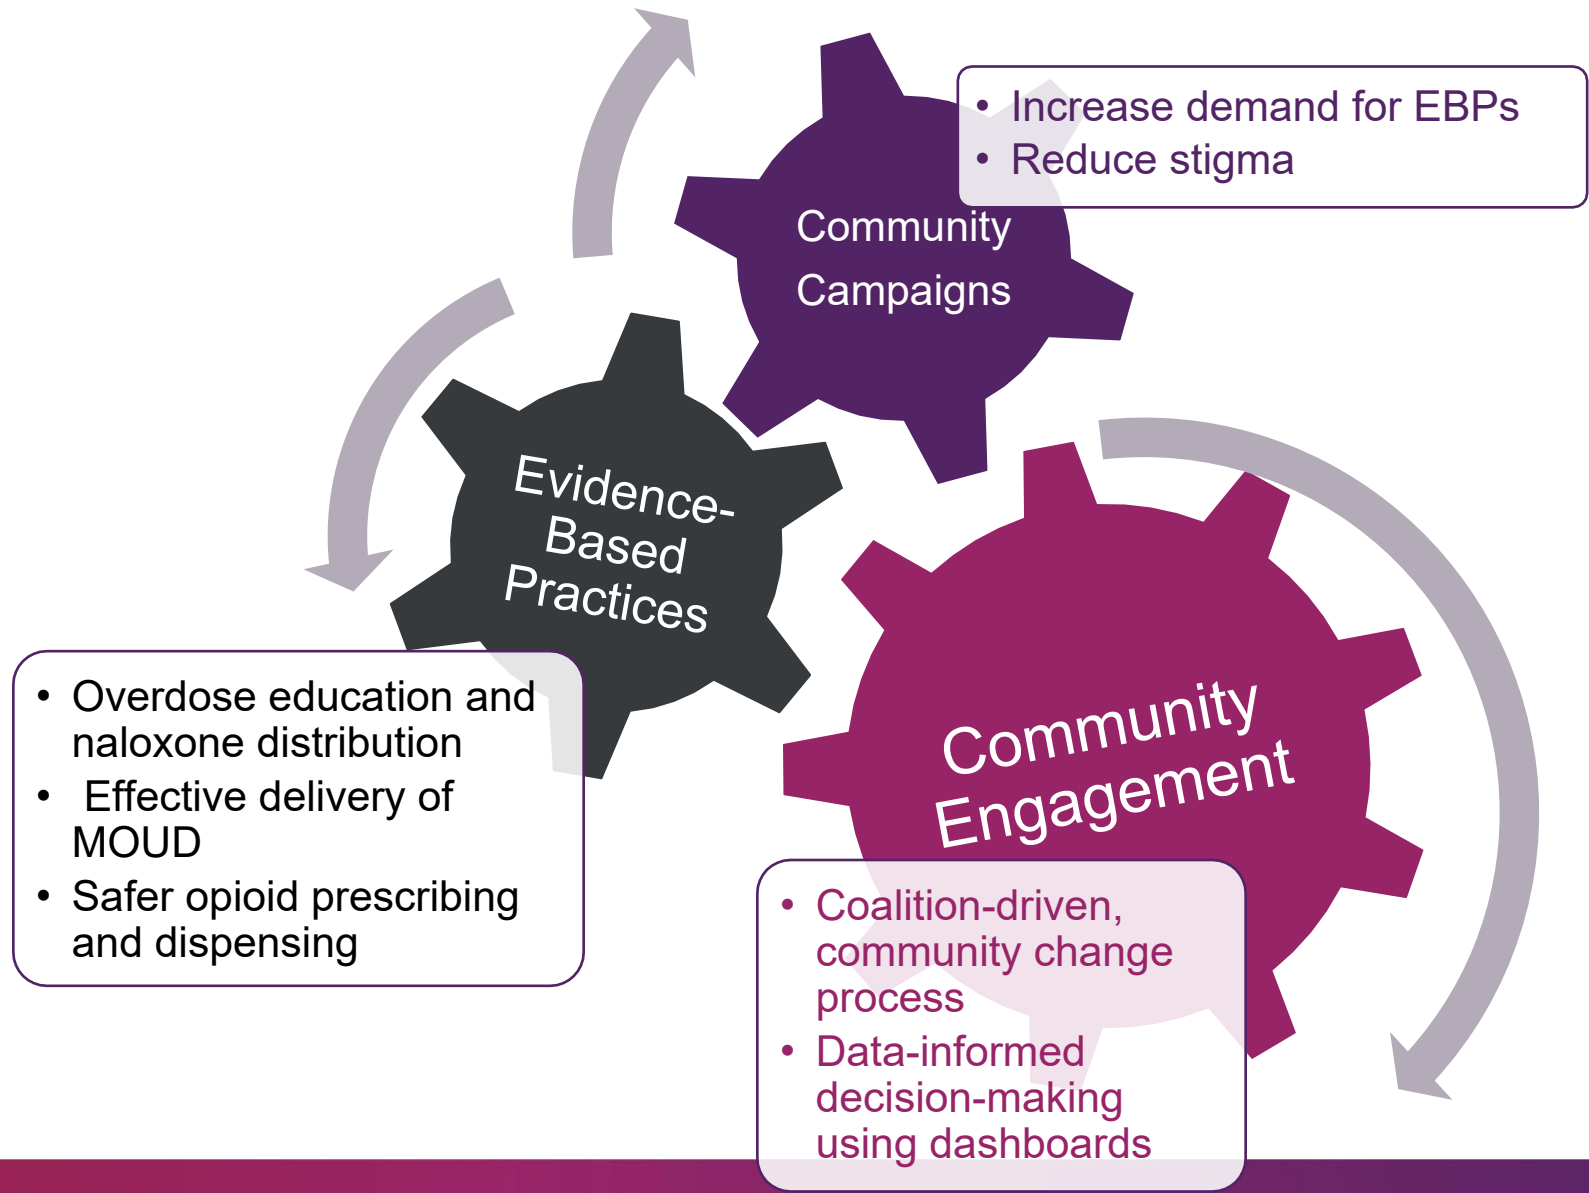 • Increase demand for EBPs
• Reduce stigma
Community
Campaigns
Evidence-
Based
Practices
• Overdose education and
naloxone distribution
• Effective delivery of
MOUD
• Safer opioid prescribing
and dispensing
Community
Engagement
• Coalition-driven,
community change
process
• Data-informed
decision-making
using dashboards